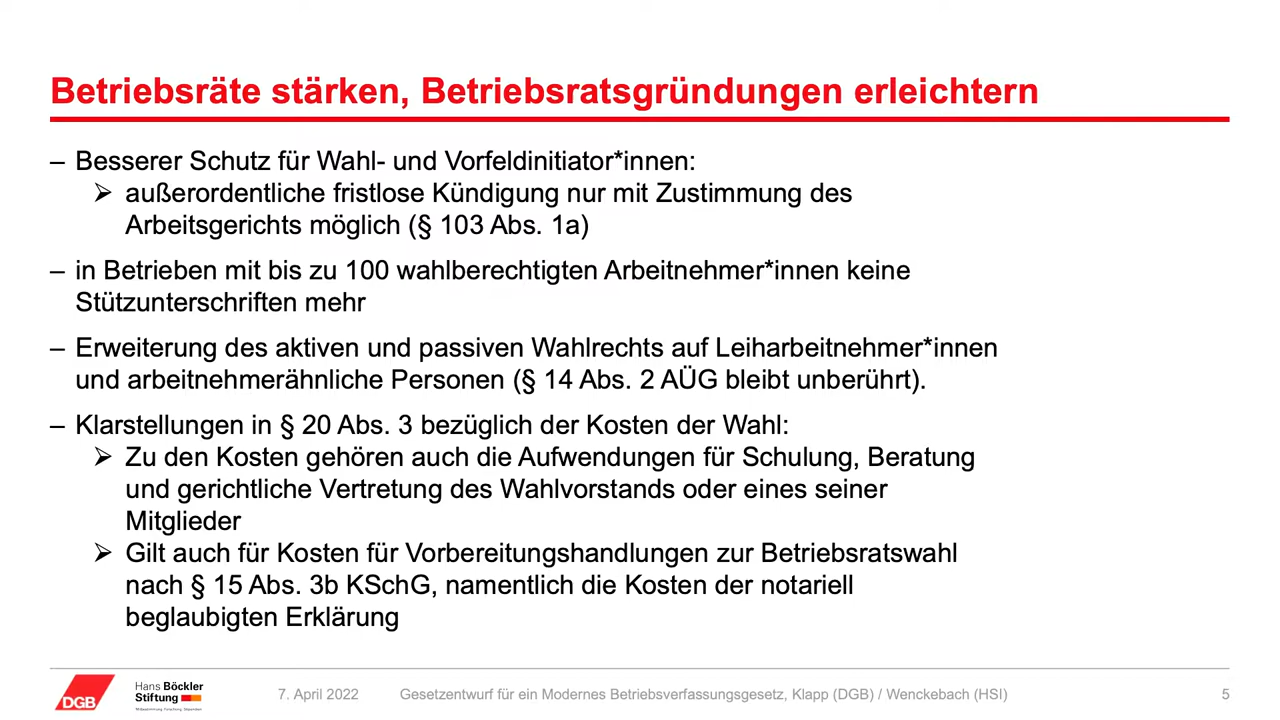 Betriebsräte stärken, Betriebsratsgründungen erleichtern
– Besserer Schutz für Wahl- und Vorfeldinitiator*innen:
➢ außerordentliche fristlose Kündigung nur mit Zustimmung des
Arbeitsgerichts möglich (§ 103 Abs. 1a)
– in Betrieben mit bis zu 100 wahlberechtigten Arbeitnehmer*innen keine
Stützunterschriften mehr
– Erweiterung des aktiven und passiven Wahlrechts auf Leiharbeitnehmer*innen
und arbeitnehmerähnliche Personen (§ 14 Abs. 2 AÜG bleibt unberührt).
– Klarstellungen in § 20 Abs. 3 bezüglich der Kosten der Wahl:
➢ Zu den Kosten gehören auch die Aufwendungen für Schulung, Beratung
und gerichtliche Vertretung des Wahlvorstands oder eines seiner
Mitglieder
➢ Gilt auch für Kosten für Vorbereitungshandlungen zur Betriebsratswahl
nach § 15 Abs. 3b KSchG, namentlich die Kosten der notariell
beglaubigten Erklärung
DGB
Hans Böckler
Stiftung
Mitbestimmung. Forschung. Stipendien.
7. April 2022
Gesetzentwurf für ein Modernes Betriebsverfassungsgesetz, Klapp (DGB) / Wenckebach (HSI)
5